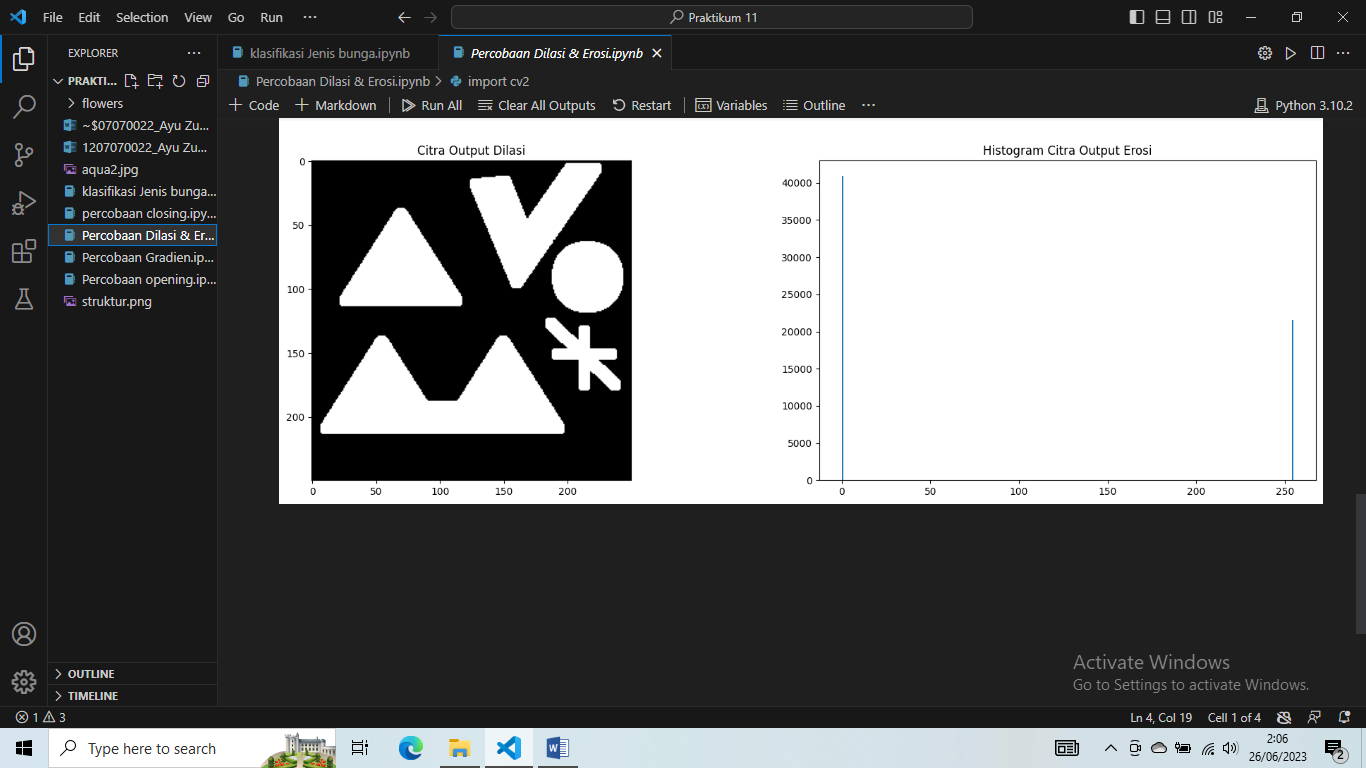 File Edit Selection View Go Run ··· Praktikum 11
EXPLORER ···
klasifikasi Jenis bunga.ipynb
Percobaan Dilasi & Erosi.ipynb
PRAKTI...
Percobaan Dilasi & Erosi.ipynb > import cv2
flowers
Code Markdown Run All Clear All Outputs Restart Variables Outline ··· Python 3.10.2
~$07070022_Ayu Zu...
1207070022_Ayu Zu...
aqua2.jpg
klasifikasi Jenis bunga...
percobaan closing.ipy...
Percobaan Dilasi & Er...
Percobaan Gradien.ip...
Percobaan opening.ip...
struktur.png
Citra Output Dilasi
0
50
100
150
200
0 50 100 150 200
Histogram Citra Output Erosi
40000
35000
30000
25000
20000
15000
10000
5000
0
0 50 100 150 200 250
OUTLINE
TIMELINE
Activate Windows
Go to Settings to activate Windows.
1 3 Ln 4, Col 19 Cell 1 of 4
Type here to search
2:06
26/06/2023
2